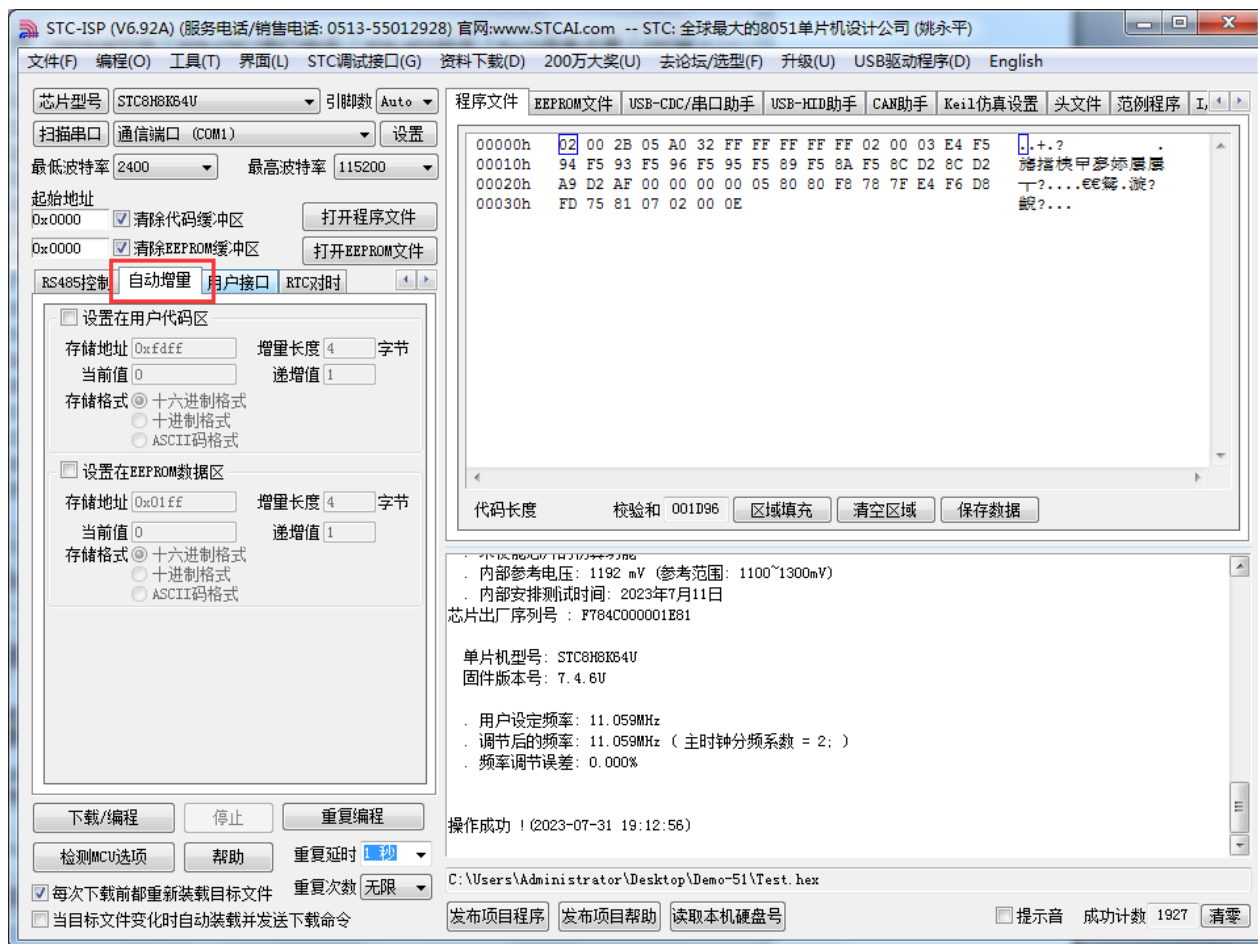 STC-ISP (V6.92A) (服务电话/销售电话: 0513-55012928) 官网:www.STCAI.com -- STC: 全球最大的8051单片机设计公司 (姚永平)
文件(F) 编程(O) 工具(T) 界面(L) STC调试接口(G) 资料下载(D) 200万大奖(U) 去论坛/选型(F) 升级(U) USB驱动程序(D) English
芯片型号 STC8H8K64U 引脚数 Auto
扫描串口 通信端口 (COM1) 设置
最低波特率 2400 最高波特率 115200
起始地址
0x0000 清除代码缓冲区 打开程序文件
0x0000 清除EEPROM缓冲区 打开EEPROM文件
RS485控制 自动增量 用户接口 RTC对时
设置在用户代码区
存储地址 0xfdff 增量长度 4 字节
当前值 0 递增值 1
存储格式 十六进制格式
十进制格式
ASCII码格式
设置在EEPROM数据区
存储地址 0x01ff 增量长度 4 字节
当前值 0 递增值 1
存储格式 十六进制格式
十进制格式
ASCII码格式
下载/编程 停止 重复编程
检测MCU选项 帮助 重复延时 1 秒
每次下载前都重新装载目标文件 重复次数 无限
当目标文件变化时自动装载并发送下载命令
程序文件 EEPROM文件 USB-CDC/串口助手 USB-HID助手 CAN助手 Keil仿真设置 头文件 范例程序
00000h 02 00 2B 05 A0 32 FF FF FF FF FF 02 00 03 E4 F5
00010h 94 F5 93 F5 96 F5 95 F5 89 F5 8A F5 8C D2 8C D2
00020h A9 D2 AF 00 00 00 00 05 80 80 F8 78 7F E4 F6 D8
00030h FD 75 81 07 02 00 0E
代码长度 校验和 001D96 区域填充 清空区域 保存数据
. 内部参考电压: 1192 mV (参考范围: 1100~1300mV)
. 内部安排测试时间: 2023年7月11日
芯片出厂序列号 : F784C000001E81
单片机型号: STC8H8K64U
固件版本号: 7.4.6U
. 用户设定频率: 11.059MHz
. 调节后的频率: 11.059MHz ( 主时钟分频系数 = 2; )
. 频率调节误差: 0.000%
操作成功 !(2023-07-31 19:12:56)
C:\Users\Administrator\Desktop\Demo-51\Test.hex
发布项目程序 发布项目帮助 读取本机硬盘号 提示音 成功计数 1927 清零